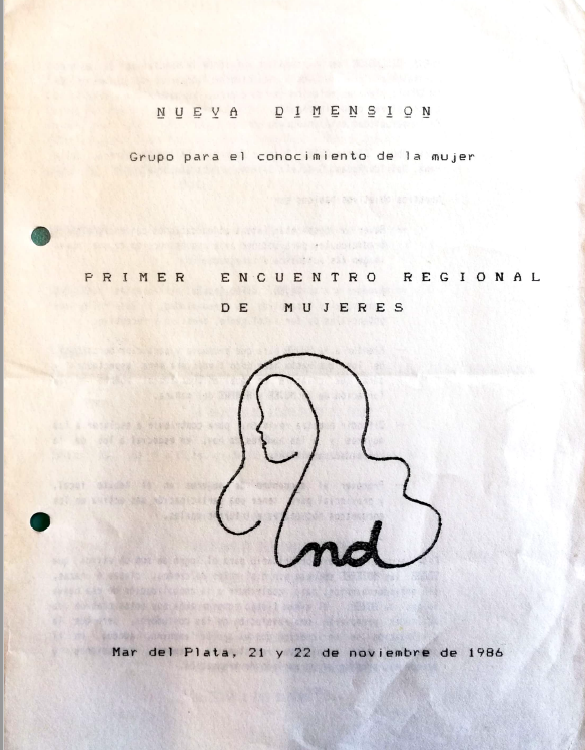 NUEVA DIMENSION
Grupo para el conocimiento de la mujer
PRIMER ENCUENTRO REGIONAL
DE MUJERES
nd
Mar del Plata, 21 y 22 de noviembre de 1986